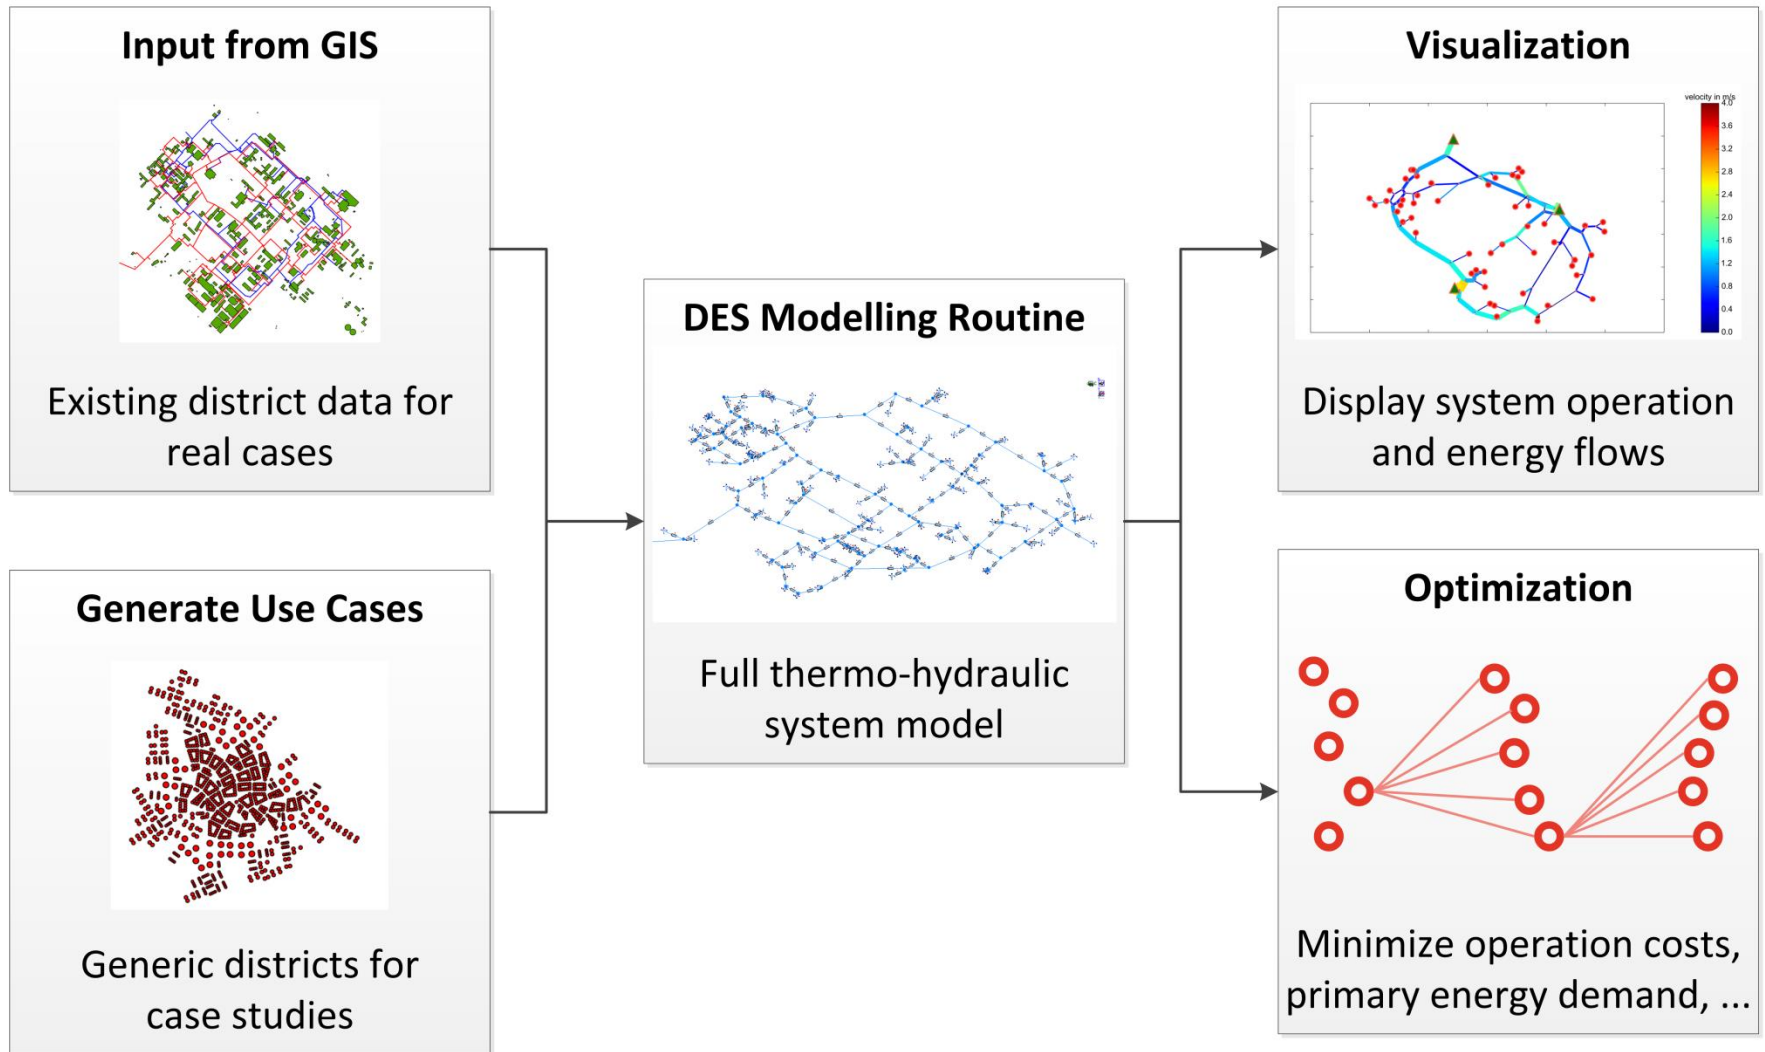 Input from GIS
Existing district data for
real cases
Generate Use Cases
Generic districts for
case studies
DES Modelling Routine
Full thermo-hydraulic
system model
Visualization
velocity in m/s
4.0
3.6
3.2
2.8
2.4
2.0
1.6
1.2
0.8
0.4
0.0
Display system operation
and energy flows
Optimization
Minimize operation costs,
primary energy demand, ...